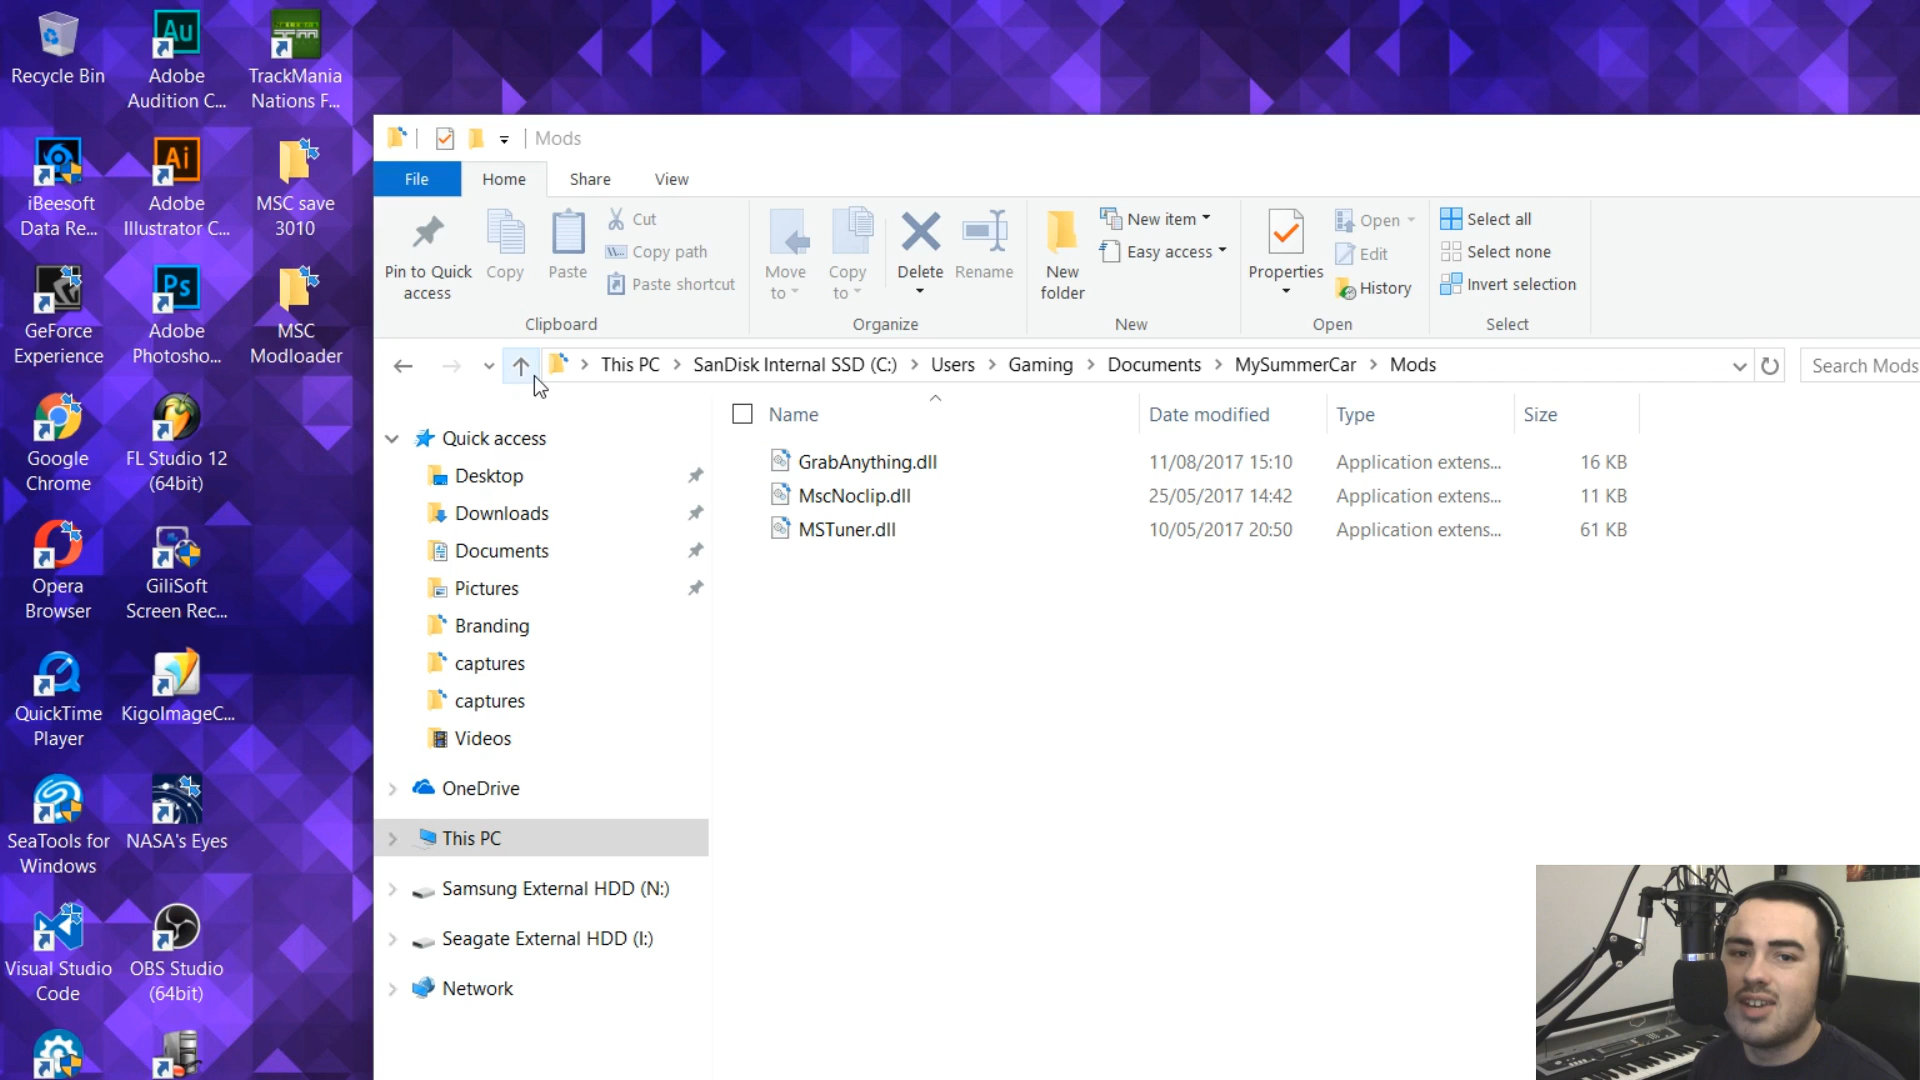 Recycle Bin
Adobe
Audition C...
TrackMania
Nations F...
iBeesoft
Data Re...
Adobe
Illustrator C...
MSC save
3010
GeForce
Experience
Adobe
Photosho...
MSC
Modloader
Google
Chrome
FL Studio 12
(64bit)
Opera
Browser
GiliSoft
Screen Rec...
QuickTime
Player
KigoImageC...
SeaTools for
Windows
NASA's Eyes
Visual Studio
Code
OBS Studio
(64bit)
Au
Ai
Ps
Mods
File
Home
Share
View
Pin to Quick
access
Copy
Paste
Cut
Copy path
Paste shortcut
Clipboard
Move
to
Copy
to
Delete
Rename
Organize
New
folder
New item
Easy access
New
Properties
Open
Edit
History
Open
Select all
Select none
Invert selection
Select
This PC > SanDisk Internal SSD (C:) > Users > Gaming > Documents > MySummerCar > Mods
Search Mods
Quick access
Desktop
Downloads
Documents
Pictures
Branding
captures
captures
Videos
OneDrive
This PC
Samsung External HDD (N:)
Seagate External HDD (I:)
Network
Name Date modified Type Size
GrabAnything.dll 11/08/2017 15:10 Application extens... 16 KB
MscNoclip.dll 25/05/2017 14:42 Application extens... 11 KB
MSTuner.dll 10/05/2017 20:50 Application extens... 61 KB